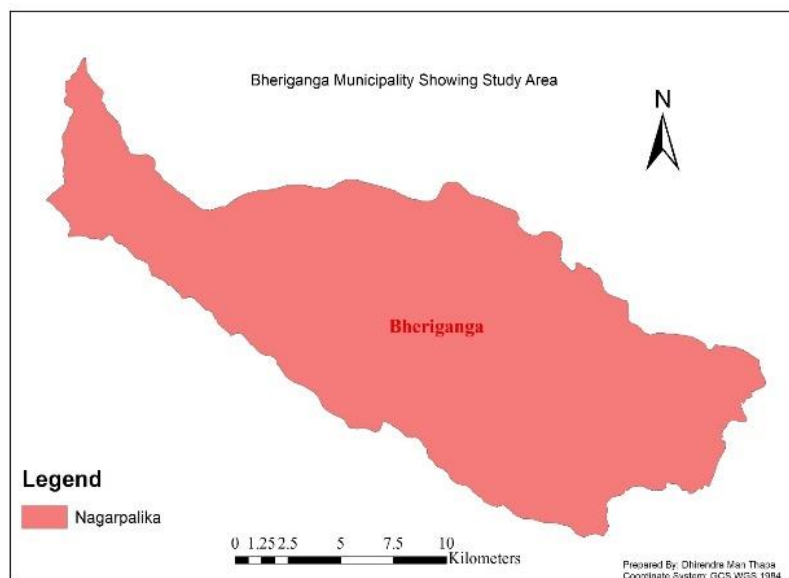 Bheriganga Municipality Showing Study Area
N
Bheriganga
Legend
Nagarpalika
0 1.25 2.5 5 7.5 10
Kilometers
Prepared By: Dhirendra Man Thapa
Coordinate System: GCS WGS 1984